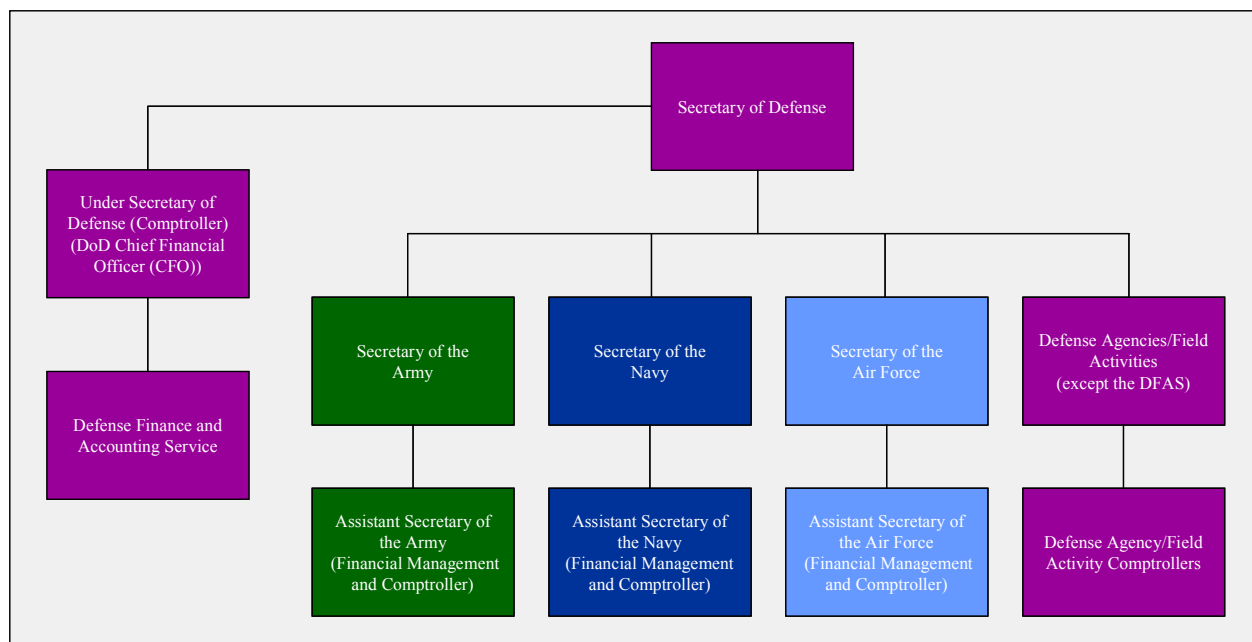 Secretary of Defense
Under Secretary of
Defense (Comptroller)
(DoD Chief Financial
Officer (CFO))
Defense Finance and
Accounting Service
Secretary of the
Army
Secretary of the
Navy
Secretary of the
Air Force
Defense Agencies/Field
Activities
(except the DFAS)
Assistant Secretary of
the Army
(Financial Management
and Comptroller)
Assistant Secretary of
the Navy
(Financial Management
and Comptroller)
Assistant Secretary of
the Air Force
(Financial Management
and Comptroller)
Defense Agency/Field
Activity Comptrollers